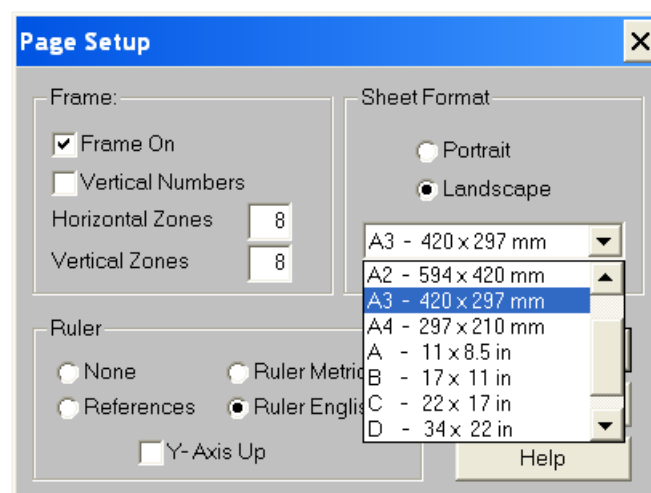 Page Setup
Frame:
Frame On
Vertical Numbers
Horizontal Zones 8
Vertical Zones 8
Sheet Format
Portrait
Landscape
A3 - 420 x 297 mm
A2 - 594 x 420 mm
A3 - 420 x 297 mm
A4 - 297 x 210 mm
A - 11 x 8.5 in
B - 17 x 11 in
C - 22 x 17 in
D - 34 x 22 in
Ruler
None Ruler Metric
References Ruler Englis
Y- Axis Up
Help